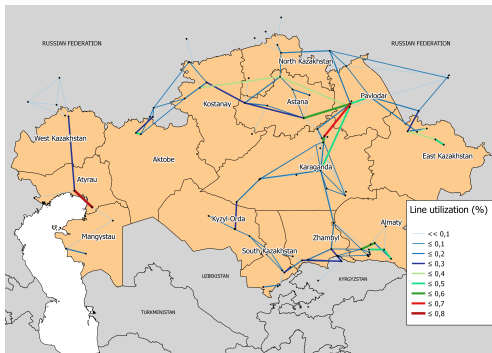 RUSSIAN FEDERATION
RUSSIAN FEDERATION
North Kazakhstan
Kostanay
Astana
Pavlodar
West Kazakhstan
Aktobe
Karaganda
East Kazakhstan
Atyrau
Mangystau
Kyzyl-Orda
South Kazakhstan
Zhambyl
Almaty
UZBEKISTAN
KYRGYZSTAN
TURKMENISTAN
Line utilization (%)
<< 0,1
≤ 0,1
≤ 0,2
≤ 0,3
≤ 0,4
≤ 0,5
≤ 0,6
≤ 0,7
≤ 0,8